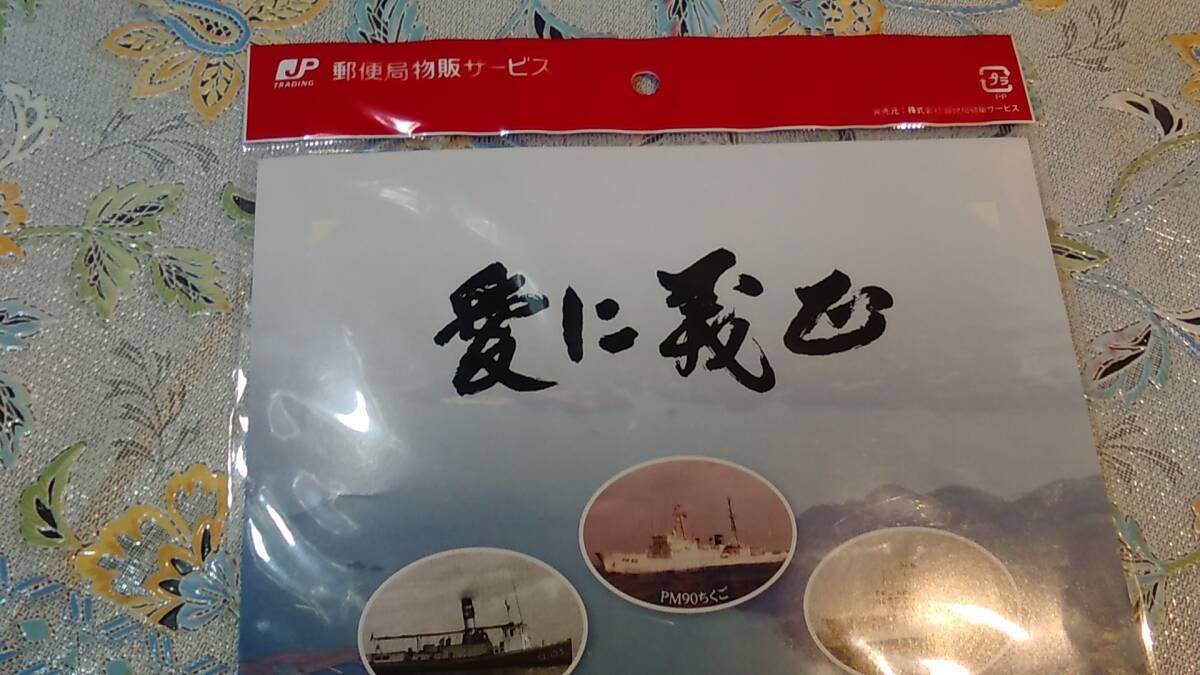 JP
TRADING
郵便局物販サービス
プラ
PP
発売元:株式会社郵便局物販サービス
愛に義正
PM90ちくご